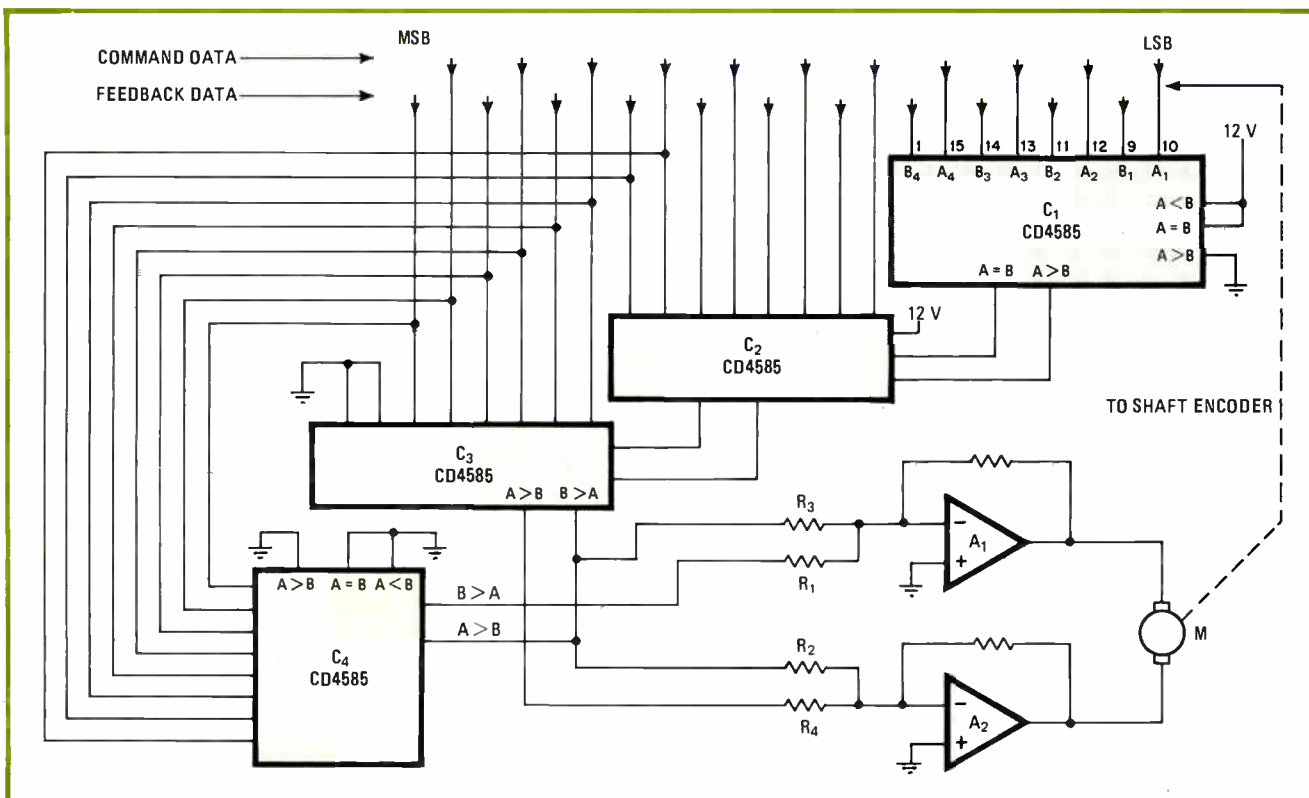 MSB
LSB
COMMAND DATA
FEEDBACK DATA
12 V
1 15 14 13 11 12 9 10
B4 A4 B3 A3 B2 A2 B1 A1
A < B
C1
CD4585
A = B
A > B
A = B A > B
12 V
C2
CD4585
TO SHAFT ENCODER
C3
CD4585
A > B B > A
R3
R1
−
+
A1
A > B A = B A < B
B > A
A > B
C4
CD4585
M
R2
R4
−
+
A2